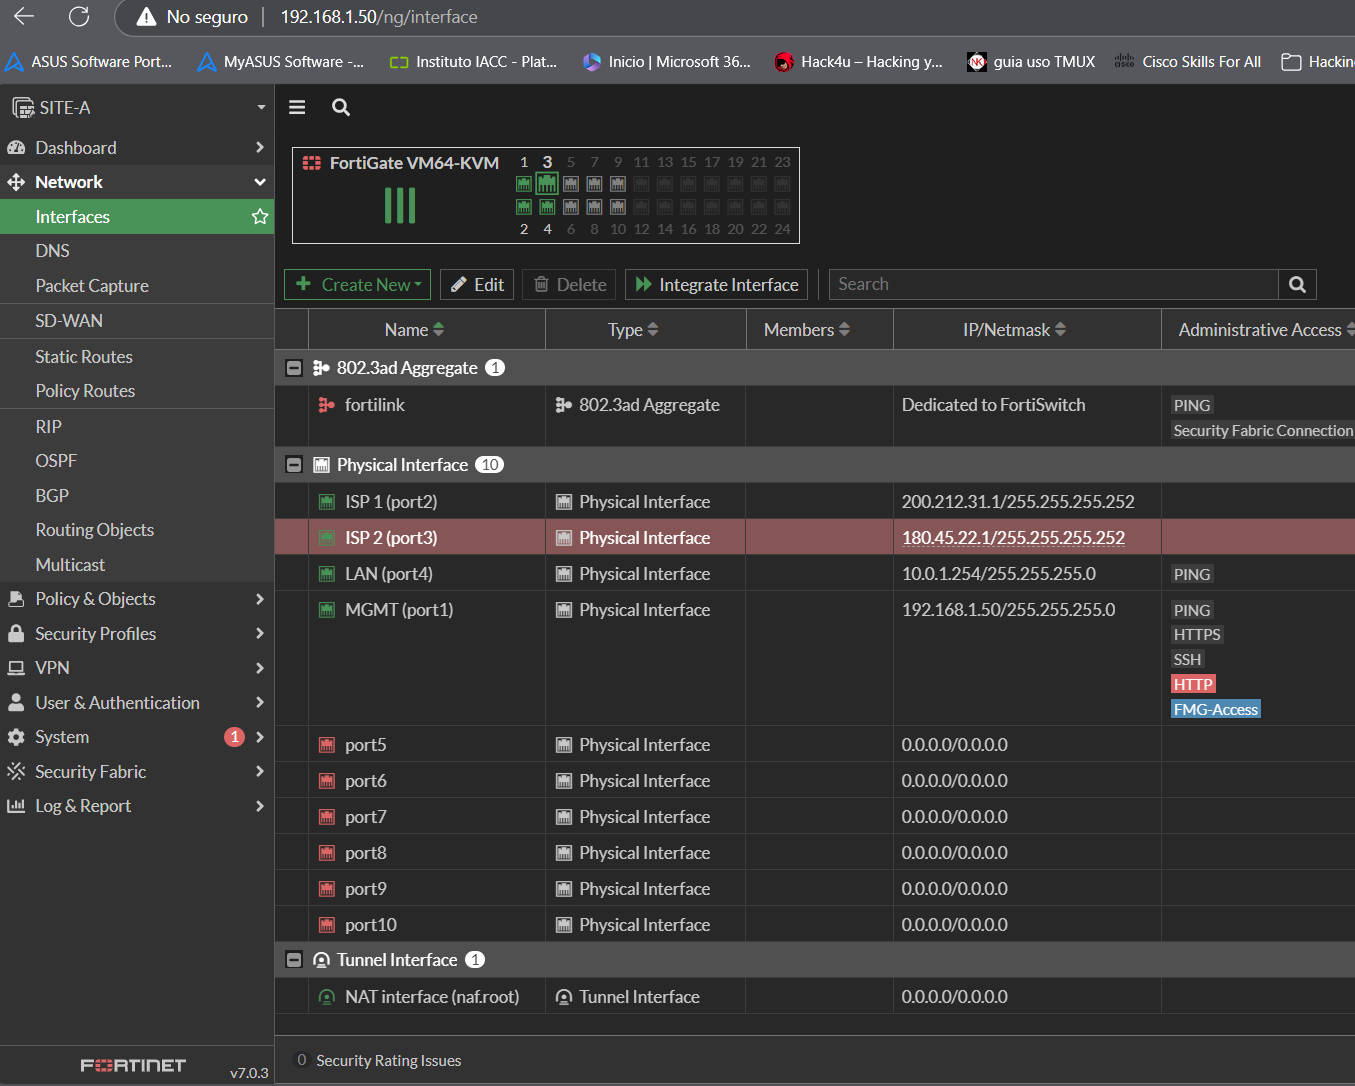 No seguro 192.168.1.50/ng/interface
ASUS Software Port... MyASUS Software -... Instituto IACC - Plat... Inicio | Microsoft 36... Hack4u – Hacking y... guia uso TMUX Cisco Skills For All Hackin
SITE-A
Dashboard
Network
Interfaces
DNS
Packet Capture
SD-WAN
Static Routes
Policy Routes
RIP
OSPF
BGP
Routing Objects
Multicast
Policy & Objects
Security Profiles
VPN
User & Authentication
System 1
Security Fabric
Log & Report
FORTINET v7.0.3
FortiGate VM64-KVM
1 3 5 7 9 11 13 15 17 19 21 23
2 4 6 8 10 12 14 16 18 20 22 24
Create New Edit Delete Integrate Interface Search
Name Type Members IP/Netmask Administrative Access
802.3ad Aggregate 1
fortilink 802.3ad Aggregate Dedicated to FortiSwitch PING
Security Fabric Connection
Physical Interface 10
ISP 1 (port2) Physical Interface 200.212.31.1/255.255.255.252
ISP 2 (port3) Physical Interface 180.45.22.1/255.255.255.252
LAN (port4) Physical Interface 10.0.1.254/255.255.255.0 PING
MGMT (port1) Physical Interface 192.168.1.50/255.255.255.0 PING
HTTPS
SSH
HTTP
FMG-Access
port5 Physical Interface 0.0.0.0/0.0.0.0
port6 Physical Interface 0.0.0.0/0.0.0.0
port7 Physical Interface 0.0.0.0/0.0.0.0
port8 Physical Interface 0.0.0.0/0.0.0.0
port9 Physical Interface 0.0.0.0/0.0.0.0
port10 Physical Interface 0.0.0.0/0.0.0.0
Tunnel Interface 1
NAT interface (naf.root) Tunnel Interface 0.0.0.0/0.0.0.0
0 Security Rating Issues